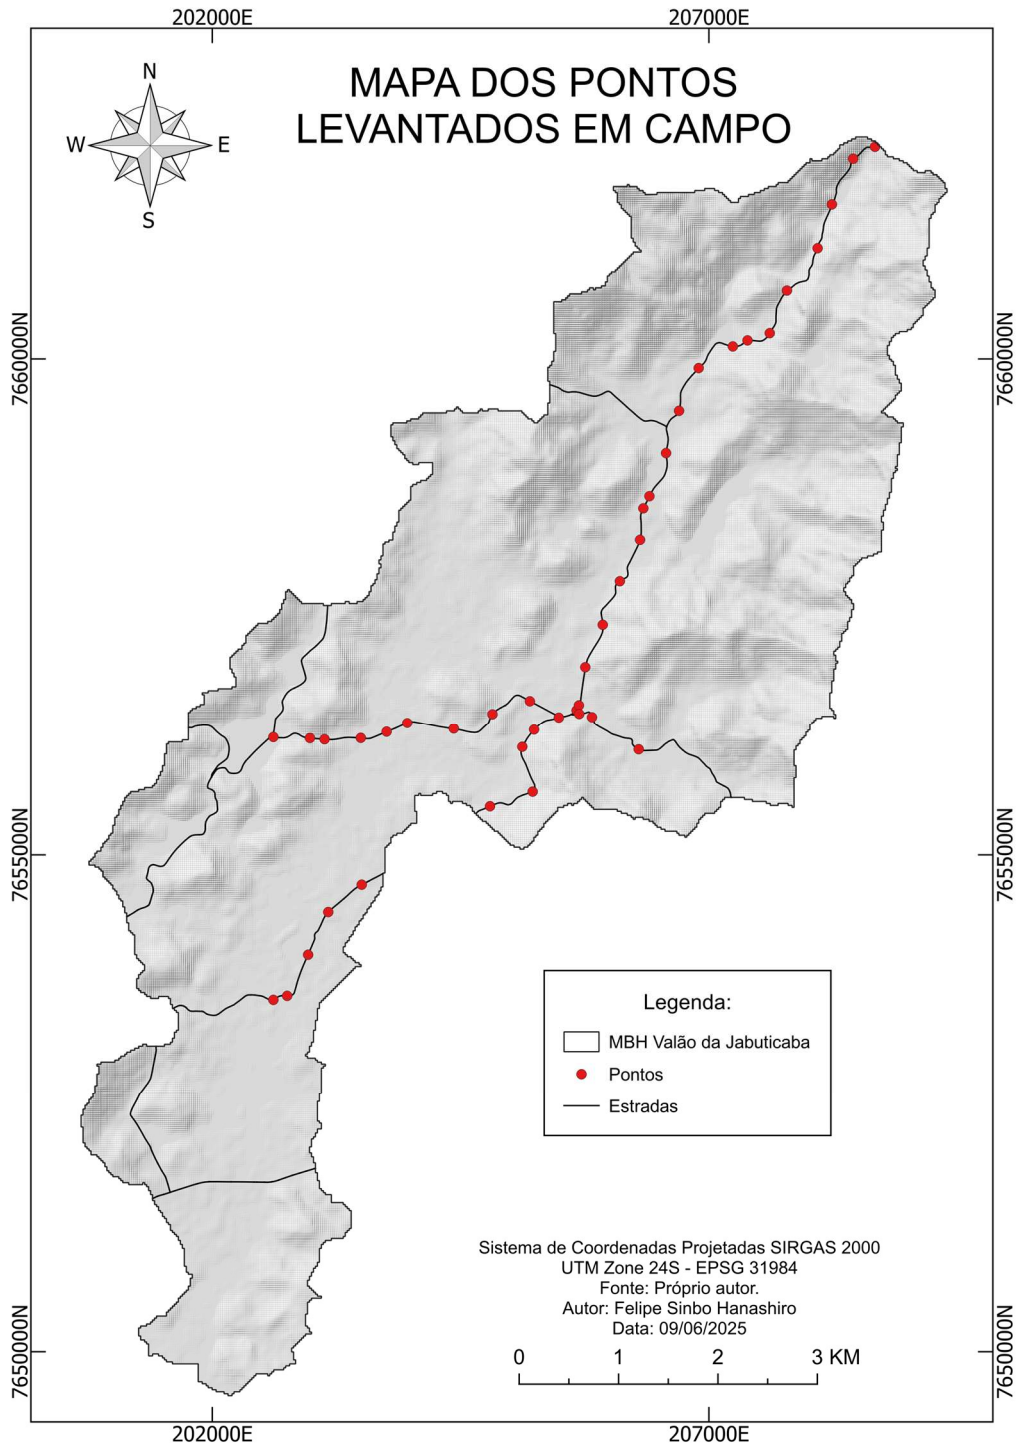 202000E
207000E
MAPA DOS PONTOS
LEVANTADOS EM CAMPO
N
W
E
S
7660000N
7660000N
7655000N
7655000N
Legenda:
MBH Valão da Jabuticaba
Pontos
Estradas
Sistema de Coordenadas Projetadas SIRGAS 2000
UTM Zone 24S - EPSG 31984
Fonte: Próprio autor.
Autor: Felipe Sinbo Hanashiro
Data: 09/06/2025
7650000N
7650000N
0 1 2 3 KM
202000E
207000E